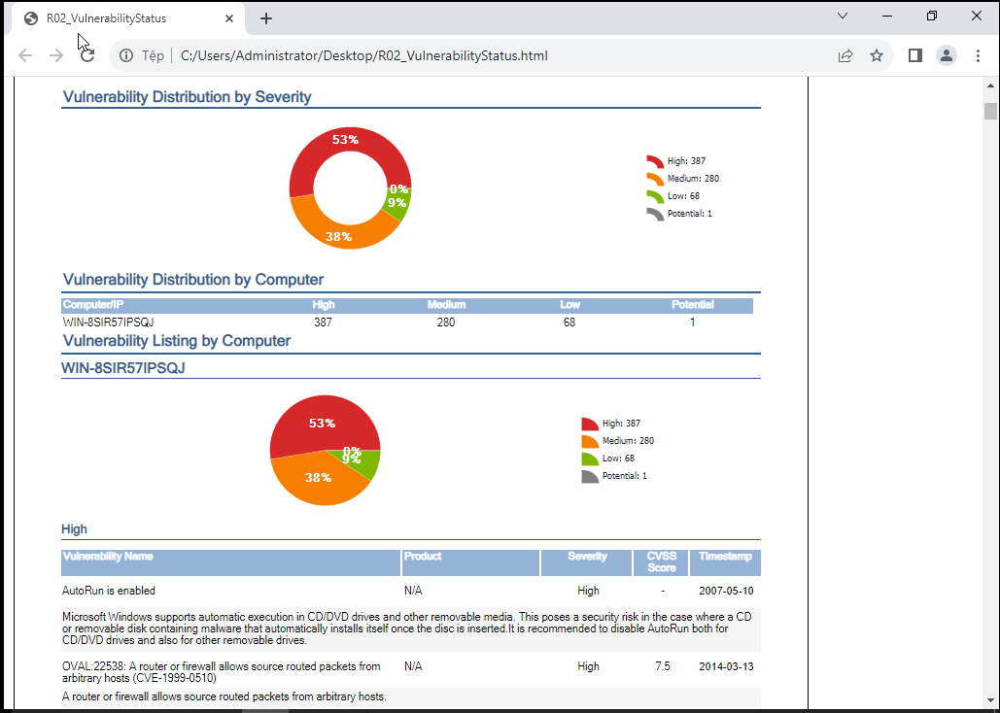 R02_VulnerabilityStatus
Tệp
C:/Users/Administrator/Desktop/R02_VulnerabilityStatus.html
Vulnerability Distribution by Severity
53%
0%
9%
38%
High: 387
Medium: 280
Low: 68
Potential: 1
Vulnerability Distribution by Computer
Computer/IP High Medium Low Potential
WIN-8SIR57IPSQJ 387 280 68 1
Vulnerability Listing by Computer
WIN-8SIR57IPSQJ
53%
0%
9%
38%
High: 387
Medium: 280
Low: 68
Potential: 1
High
Vulnerability Name Product Severity CVSS Score Timestamp
AutoRun is enabled N/A High - 2007-05-10
Microsoft Windows supports automatic execution in CD/DVD drives and other removable media. This poses a security risk in the case where a CD
or removable disk containing malware that automatically installs itself once the disc is inserted.It is recommended to disable AutoRun both for
CD/DVD drives and also for other removable drives.
OVAL:22538: A router or firewall allows source routed packets from N/A High 7.5 2014-03-13
arbitrary hosts (CVE-1999-0510)
A router or firewall allows source routed packets from arbitrary hosts.